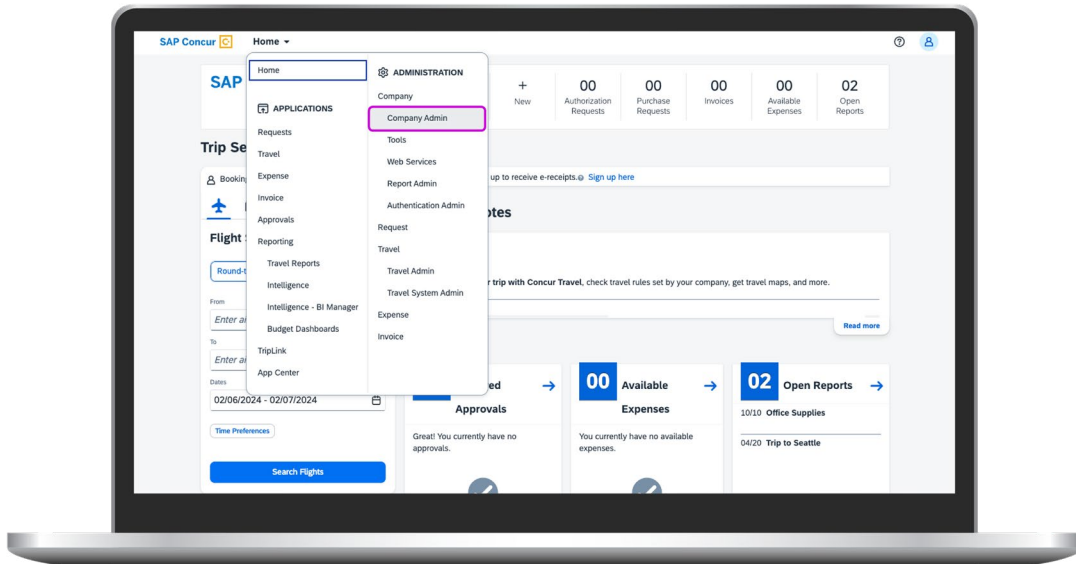 SAP Concur C Home
SAP
+
New
00
Authorization
Requests
00
Purchase
Requests
00
Invoices
00
Available
Expenses
02
Open
Reports
Home
APPLICATIONS
Requests
Travel
Expense
Invoice
Approvals
Reporting
Travel Reports
Intelligence
Intelligence - BI Manager
Budget Dashboards
TripLink
App Center
ADMINISTRATION
Company
Company Admin
Tools
Web Services
Report Admin
Authentication Admin
Request
Travel
Travel Admin
Travel System Admin
Expense
Invoice
Trip Se
Bookin
up to receive e-receipts. Sign up here
otes
Flight
Round-t
r trip with Concur Travel, check travel rules set by your company, get travel maps, and more.
Read more
From
Enter ai
To
Enter ai
Dates
02/06/2024 - 02/07/2024
Time Preferences
Search Flights
ed
Approvals
Great! You currently have no
approvals.
00 Available
Expenses
You currently have no available
expenses.
02 Open Reports
10/10 Office Supplies
04/20 Trip to Seattle